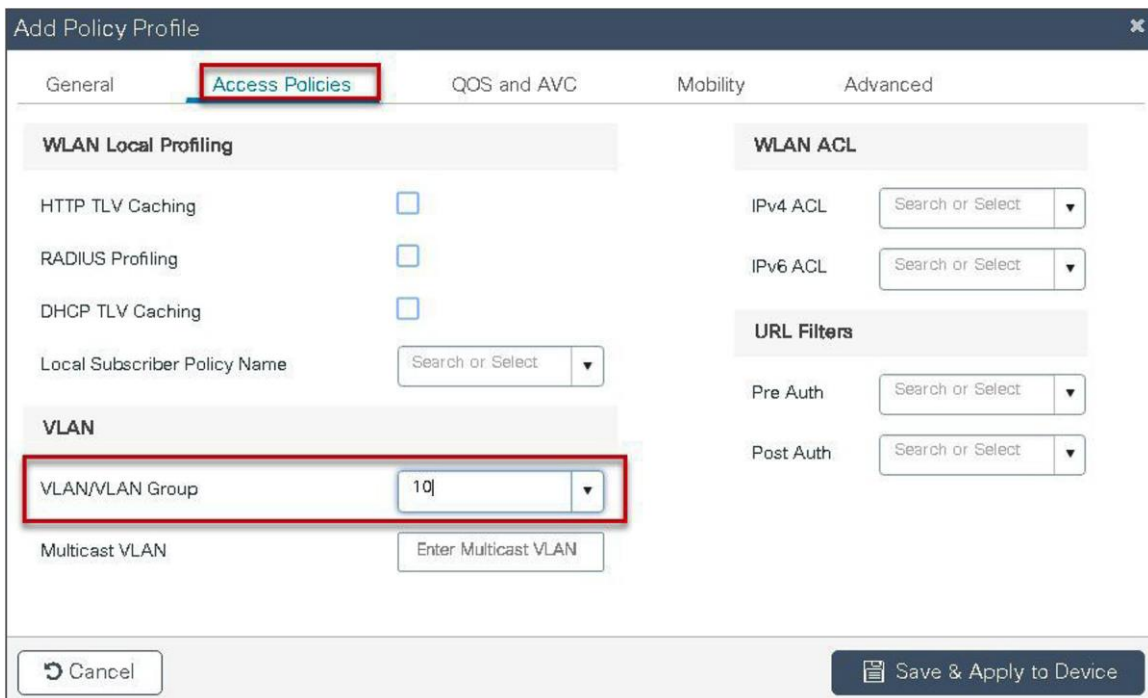 Add Policy Profile
General Access Policies QOS and AVC Mobility Advanced
WLAN Local Profiling
HTTP TLV Caching
RADIUS Profiling
DHCP TLV Caching
Local Subscriber Policy Name Search or Select
VLAN
VLAN/VLAN Group 10
Multicast VLAN Enter Multicast VLAN
WLAN ACL
IPv4 ACL Search or Select
IPv6 ACL Search or Select
URL Filters
Pre Auth Search or Select
Post Auth Search or Select
Cancel Save & Apply to Device